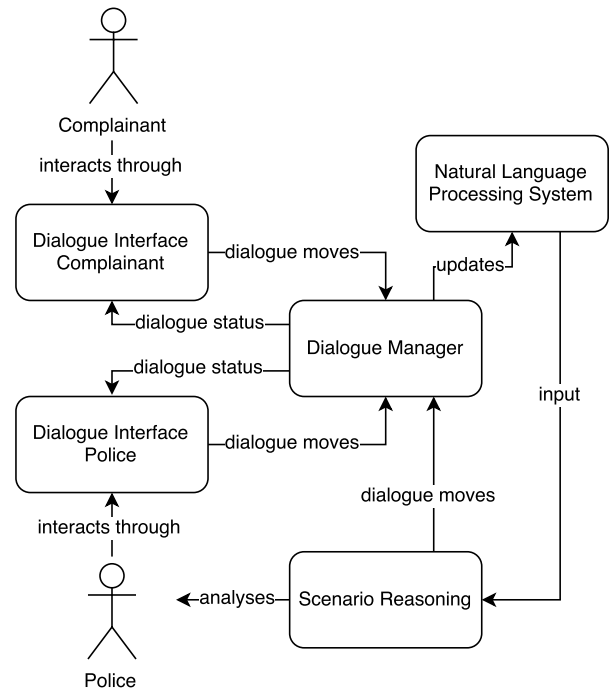 Complainant
interacts through
Natural Language
Processing System
Dialogue Interface
Complainant
dialogue moves
updates
dialogue status
Dialogue Manager
dialogue status
input
Dialogue Interface
Police
dialogue moves
dialogue moves
interacts through
analyses
Scenario Reasoning
Police